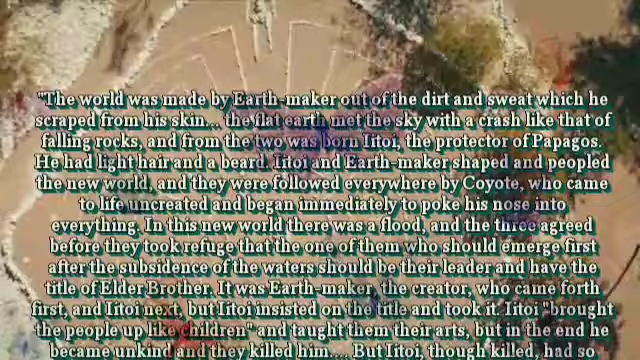 "The world was made by Earth-maker out of the dirt and sweat which he
scraped from his skin... the flat earth met the sky with a crash like that of
falling rocks, and from the two was born Iitoi, the protector of Papagos.
He had light hair and a beard. Iitoi and Earth-maker shaped and peopled
the new world, and they were followed everywhere by Coyote, who came
to life uncreated and began immediately to poke his nose into
everything. In this new world there was a flood, and the three agreed
before they took refuge that the one of them who should emerge first
after the subsidence of the waters should be their leader and have the
title of Elder Brother. It was Earth-maker, the creator, who came forth
first, and Iitoi next, but Iitoi insisted on the title and took it. Iitoi "brought
the people up like children" and taught them their arts, but in the end he
became unkind and they killed him.... But Iitoi, though killed, had so